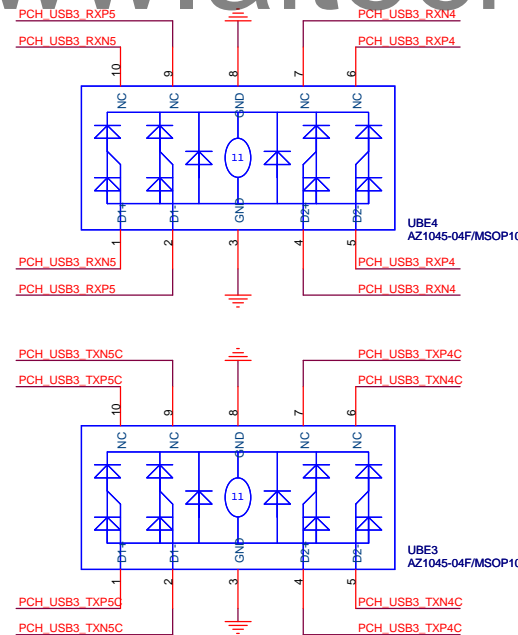 PCH_USB3_RXP5 PCH_USB3_RXN4
PCH_USB3_RXN5 PCH_USB3_RXP4
10 9 8 7 6
NC NC GND NC NC
11
D1+ D1- GND D2+ D2-
UBE4
AZ1045-04F/MSOP10
1 2 3 4 5
PCH_USB3_RXN5 PCH_USB3_RXP4
PCH_USB3_RXP5 PCH_USB3_RXN4
PCH_USB3_TXN5C PCH_USB3_TXP4C
PCH_USB3_TXP5C PCH_USB3_TXN4C
10 9 8 7 6
NC NC GND NC NC
11
D1+ D1- GND D2+ D2-
UBE3
AZ1045-04F/MSOP10
1 2 3 4 5
PCH_USB3_TXP5C PCH_USB3_TXN4C
PCH_USB3_TXN5C PCH_USB3_TXP4C